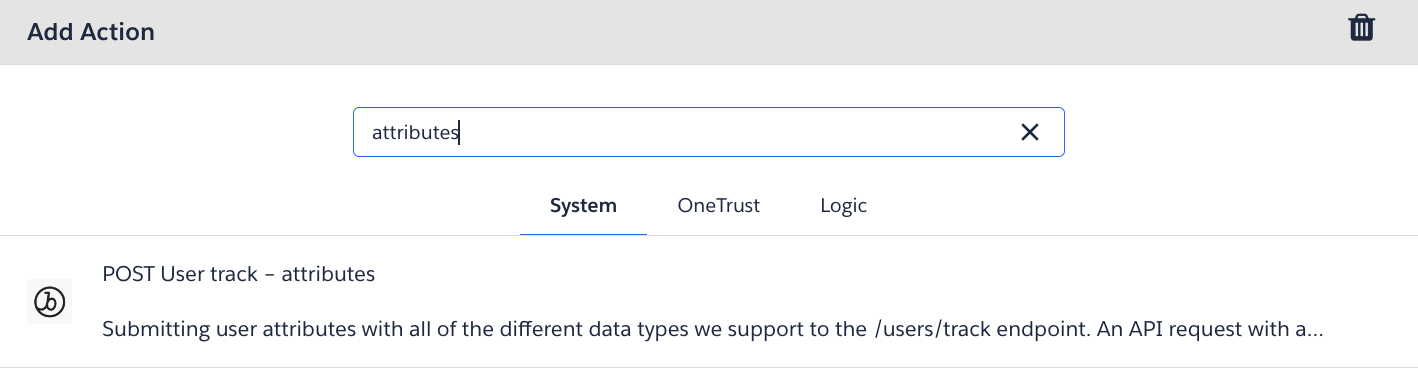 Add Action
attributes
System OneTrust Logic
POST User track – attributes
Submitting user attributes with all of the different data types we support to the /users/track endpoint. An API request with a...